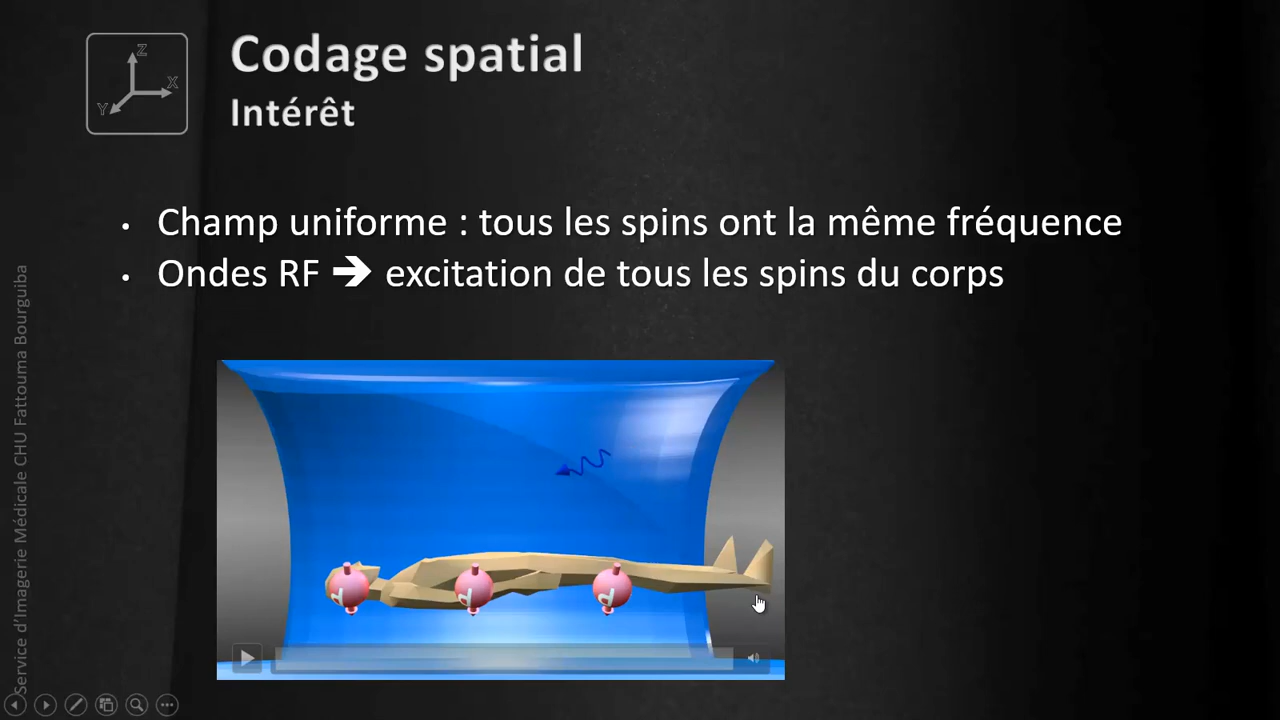 Z
X
Y
Codage spatial
Intérêt
• Champ uniforme : tous les spins ont la même fréquence
• Ondes RF ➔ excitation de tous les spins du corps
Service d'Imagerie Médicale CHU Fattouma Bourguiba